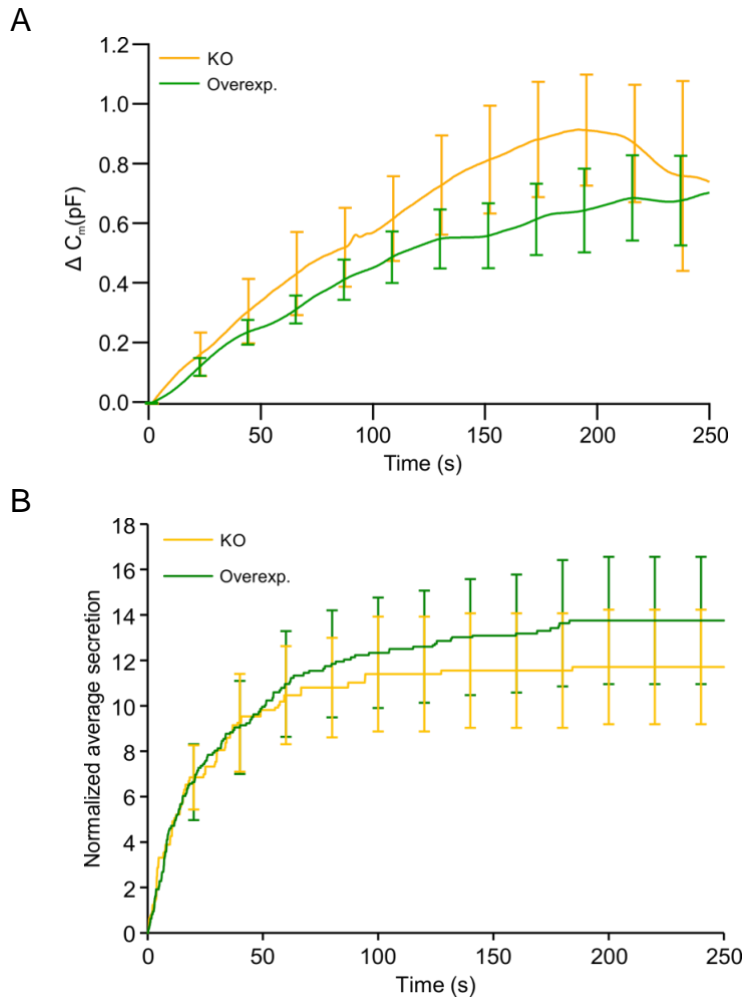 A
1.2
1.0
0.8
0.6
0.4
0.2
0.0
Δ Cm(pF)
KO
Overexp.
0 50 100 150 200 250
Time (s)
B
18
16
14
12
10
8
6
4
2
0
Normalized average secretion
KO
Overexp.
0 50 100 150 200 250
Time (s)